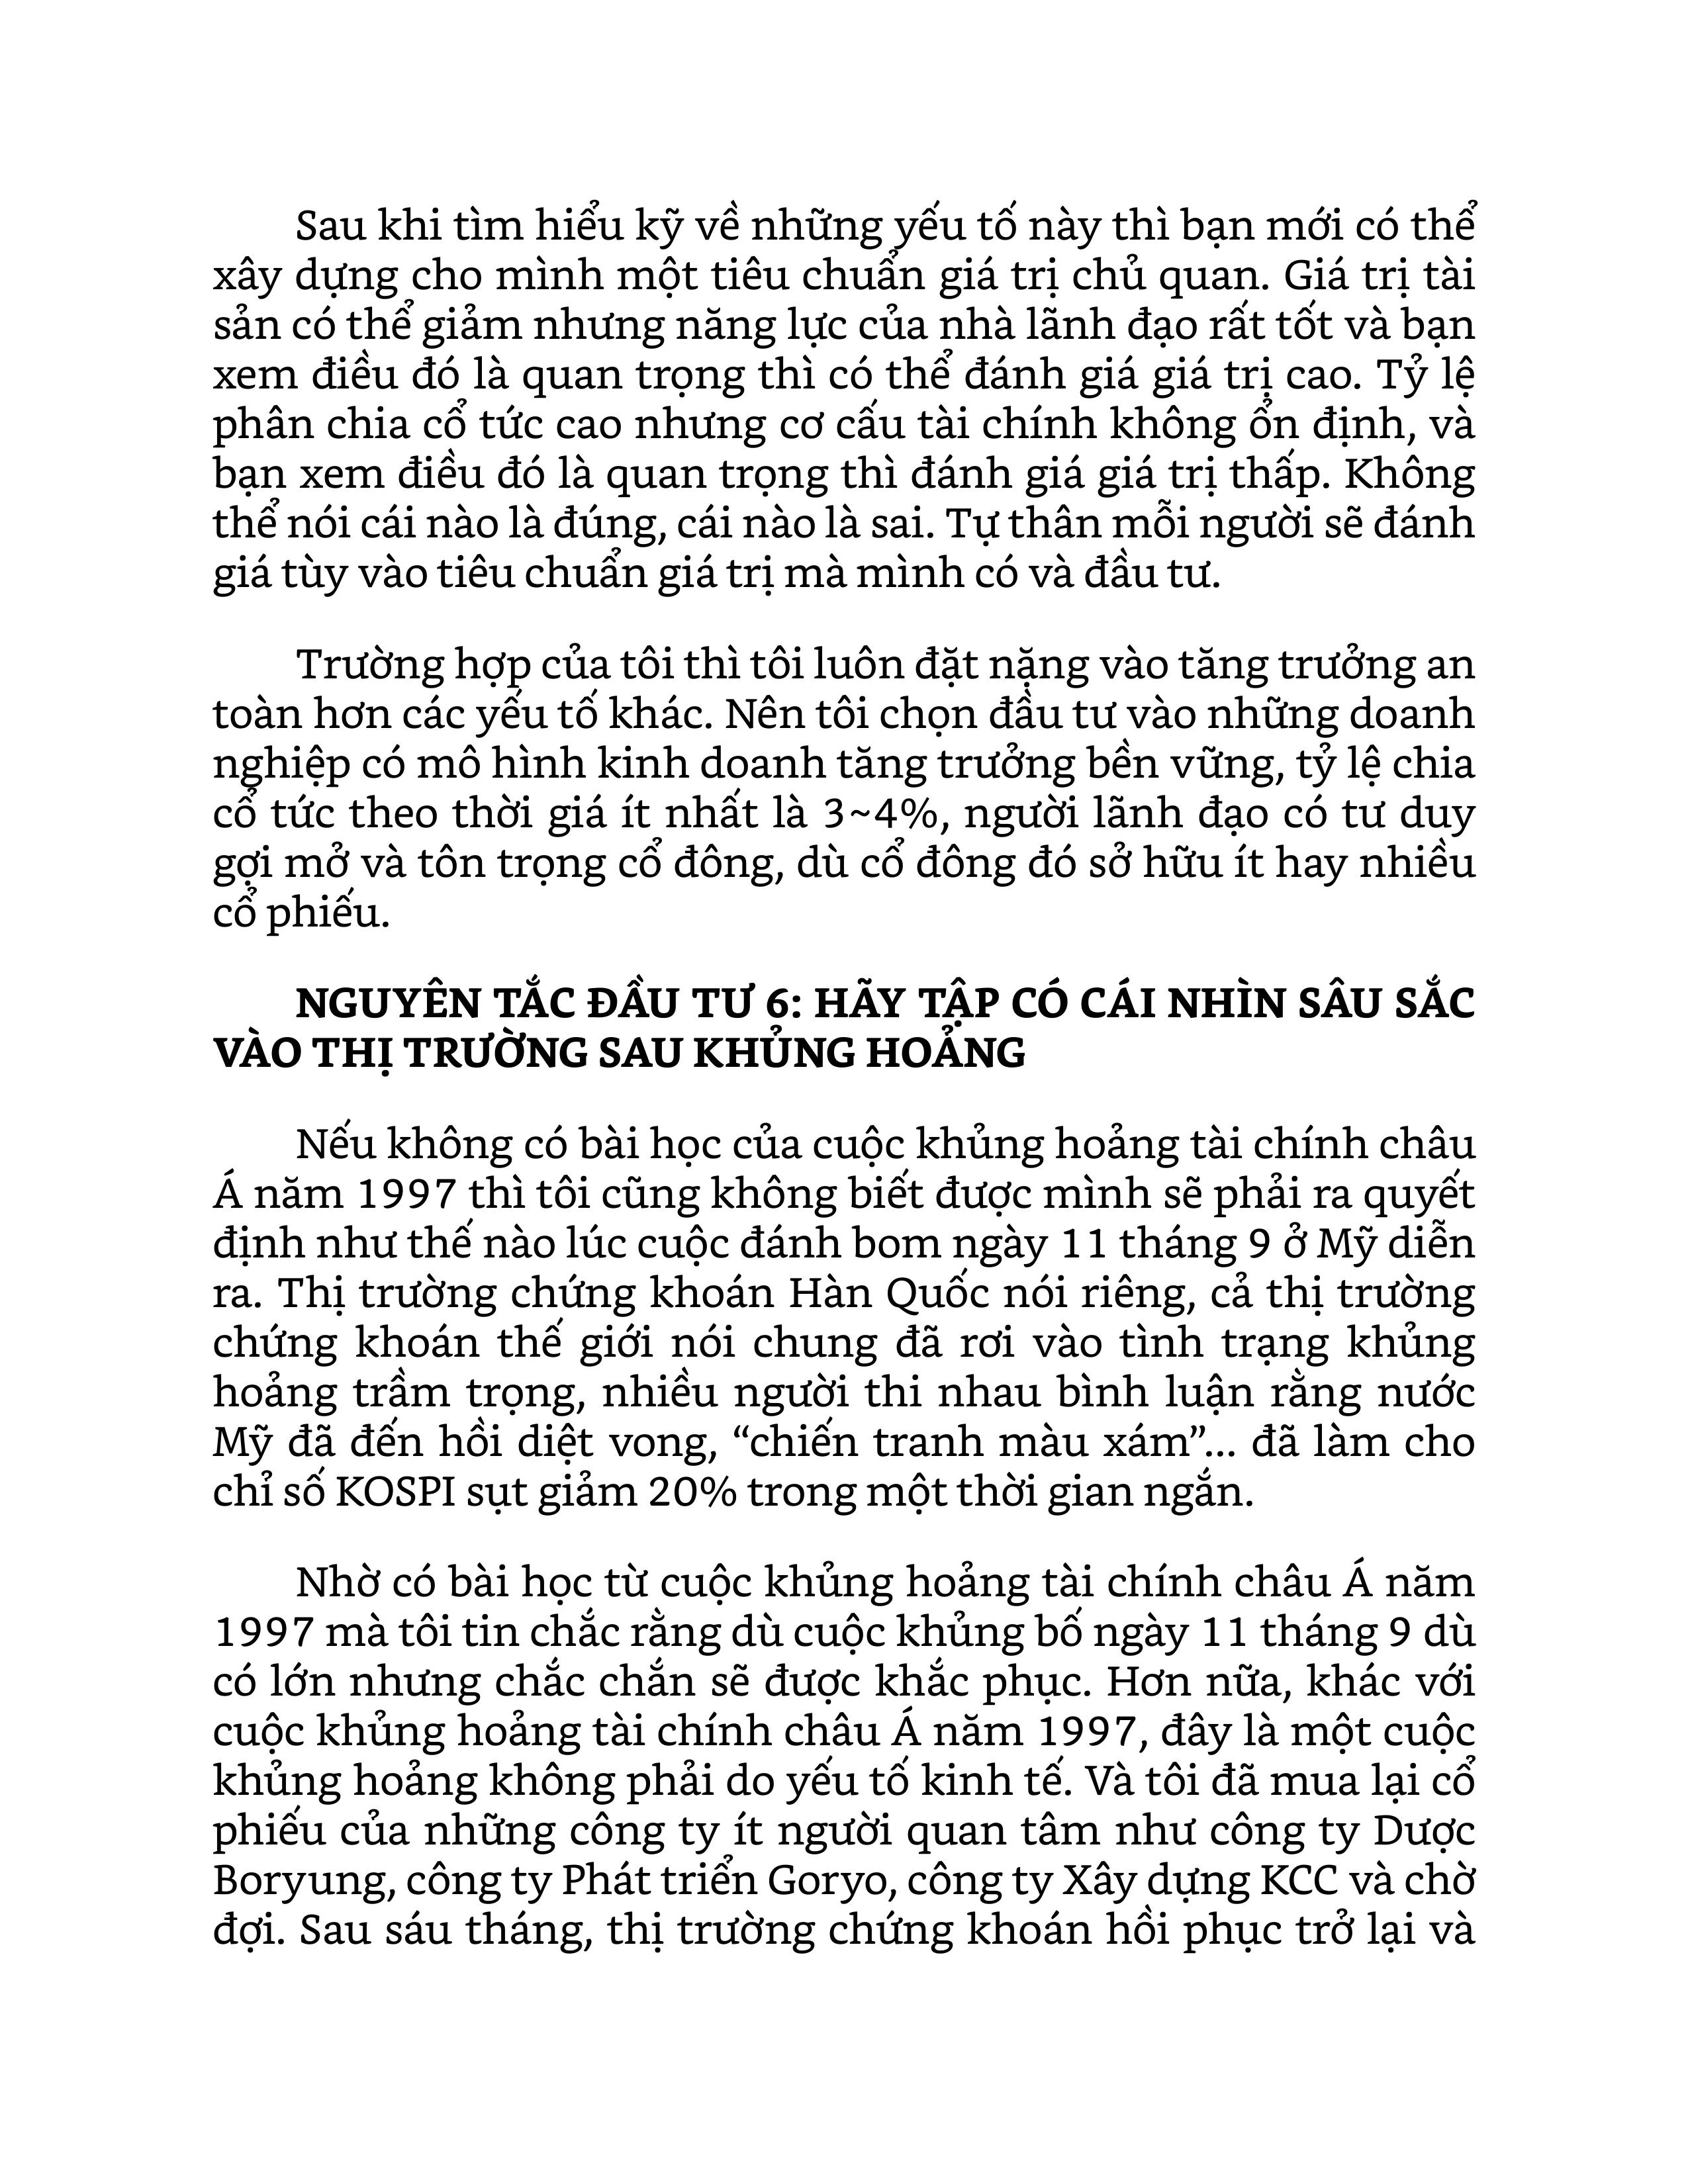 Sau khi tìm hiểu kỹ về những yếu tố này thì bạn mới có thể
xây dựng cho mình một tiêu chuẩn giá trị chủ quan. Giá trị tài
sản có thể giảm nhưng năng lực của nhà lãnh đạo rất tốt và bạn
xem điều đó là quan trọng thì có thể đánh giá giá trị cao. Tỷ lệ
phân chia cổ tức cao nhưng cơ cấu tài chính không ổn định, và
bạn xem điều đó là quan trọng thì đánh giá giá trị thấp. Không
thể nói cái nào là đúng, cái nào là sai. Tự thân mỗi người sẽ đánh
giá tùy vào tiêu chuẩn giá trị mà mình có và đầu tư.
Trường hợp của tôi thì tôi luôn đặt nặng vào tăng trưởng an
toàn hơn các yếu tố khác. Nên tôi chọn đầu tư vào những doanh
nghiệp có mô hình kinh doanh tăng trưởng bền vững, tỷ lệ chia
cổ tức theo thời giá ít nhất là 3~4%, người lãnh đạo có tư duy
gợi mở và tôn trọng cổ đông, dù cổ đông đó sở hữu ít hay nhiều
cổ phiếu.
NGUYÊN TẮC ĐẦU TƯ 6: HÃY TẬP CÓ CÁI NHÌN SÂU SẮC
VÀO THỊ TRƯỜNG SAU KHỦNG HOẢNG
Nếu không có bài học của cuộc khủng hoảng tài chính châu
Á năm 1997 thì tôi cũng không biết được mình sẽ phải ra quyết
định như thế nào lúc cuộc đánh bom ngày 11 tháng 9 ở Mỹ diễn
ra. Thị trường chứng khoán Hàn Quốc nói riêng, cả thị trường
chứng khoán thế giới nói chung đã rơi vào tình trạng khủng
hoảng trầm trọng, nhiều người thi nhau bình luận rằng nước
Mỹ đã đến hồi diệt vong, “chiến tranh màu xám”... đã làm cho
chỉ số KOSPI sụt giảm 20% trong một thời gian ngắn.
Nhờ có bài học từ cuộc khủng hoảng tài chính châu Á năm
1997 mà tôi tin chắc rằng dù cuộc khủng bố ngày 11 tháng 9 dù
có lớn nhưng chắc chắn sẽ được khắc phục. Hơn nữa, khác với
cuộc khủng hoảng tài chính châu Á năm 1997, đây là một cuộc
khủng hoảng không phải do yếu tố kinh tế. Và tôi đã mua lại cổ
phiếu của những công ty ít người quan tâm như công ty Dược
Boryung, công ty Phát triển Goryo, công ty Xây dựng KCC và chờ
đợi. Sau sáu tháng, thị trường chứng khoán hồi phục trở lại và